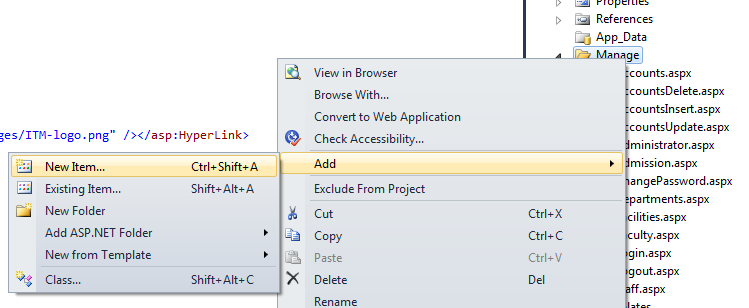 Properties
References
App_Data
Manage
View in Browser
Browse With...
Convert to Web Application
Check Accessibility...
Add
Exclude From Project
Cut Ctrl+X
Copy Ctrl+C
Paste Ctrl+V
Delete Del
Rename
ges/ITM-logo.png" /></asp:HyperLink>
New Item... Ctrl+Shift+A
Existing Item... Shift+Alt+A
New Folder
Add ASP.NET Folder
New from Template
Class... Shift+Alt+C
ccounts.aspx
ccountsDelete.aspx
ccountsInsert.aspx
ccountsUpdate.aspx
dministrator.aspx
dmission.aspx
hangePassword.aspx
epartments.aspx
cilities.aspx
culty.aspx
ogin.aspx
ogout.aspx
aff.aspx